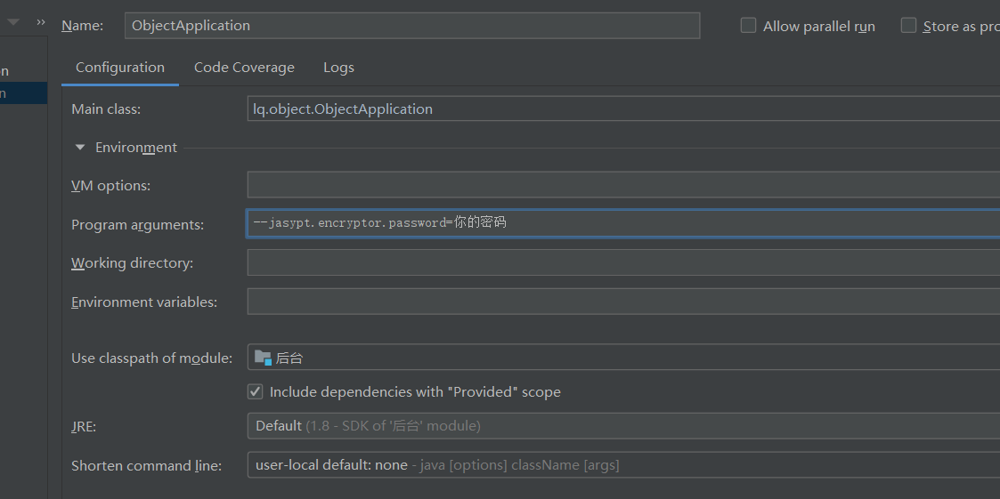 »
Name: ObjectApplication Allow parallel run Store as pro
n
n
Configuration Code Coverage Logs
Main class: lq.object.ObjectApplication
Environment
VM options:
Program arguments: --jasypt.encryptor.password=你的密码
Working directory:
Environment variables:
Use classpath of module: 后台
Include dependencies with "Provided" scope
JRE: Default (1.8 - SDK of '后台' module)
Shorten command line: user-local default: none - java [options] className [args]